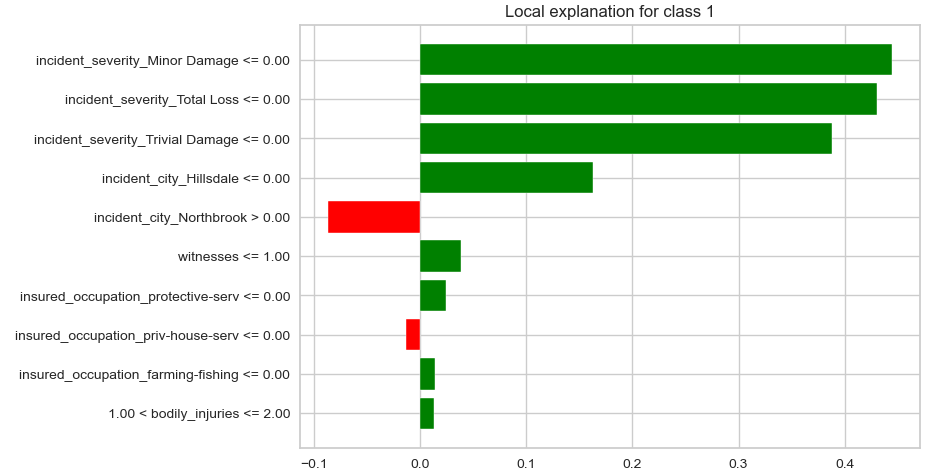 Local explanation for class 1
incident_severity_Minor Damage <= 0.00
incident_severity_Total Loss <= 0.00
incident_severity_Trivial Damage <= 0.00
incident_city_Hillsdale <= 0.00
incident_city_Northbrook > 0.00
witnesses <= 1.00
insured_occupation_protective-serv <= 0.00
insured_occupation_priv-house-serv <= 0.00
insured_occupation_farming-fishing <= 0.00
1.00 < bodily_injuries <= 2.00
−0.1 0.0 0.1 0.2 0.3 0.4